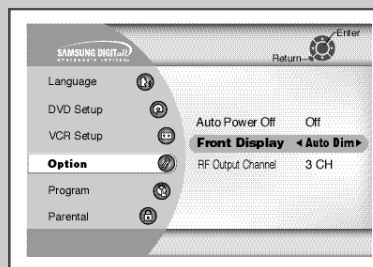 Enter
SAMSUNG DIGITall
Return
Language
DVD Setup
VCR Setup
Option
Program
Parental
Auto Power Off Off
Front Display ◀ Auto Dim ▶
RF Output Channel 3 CH